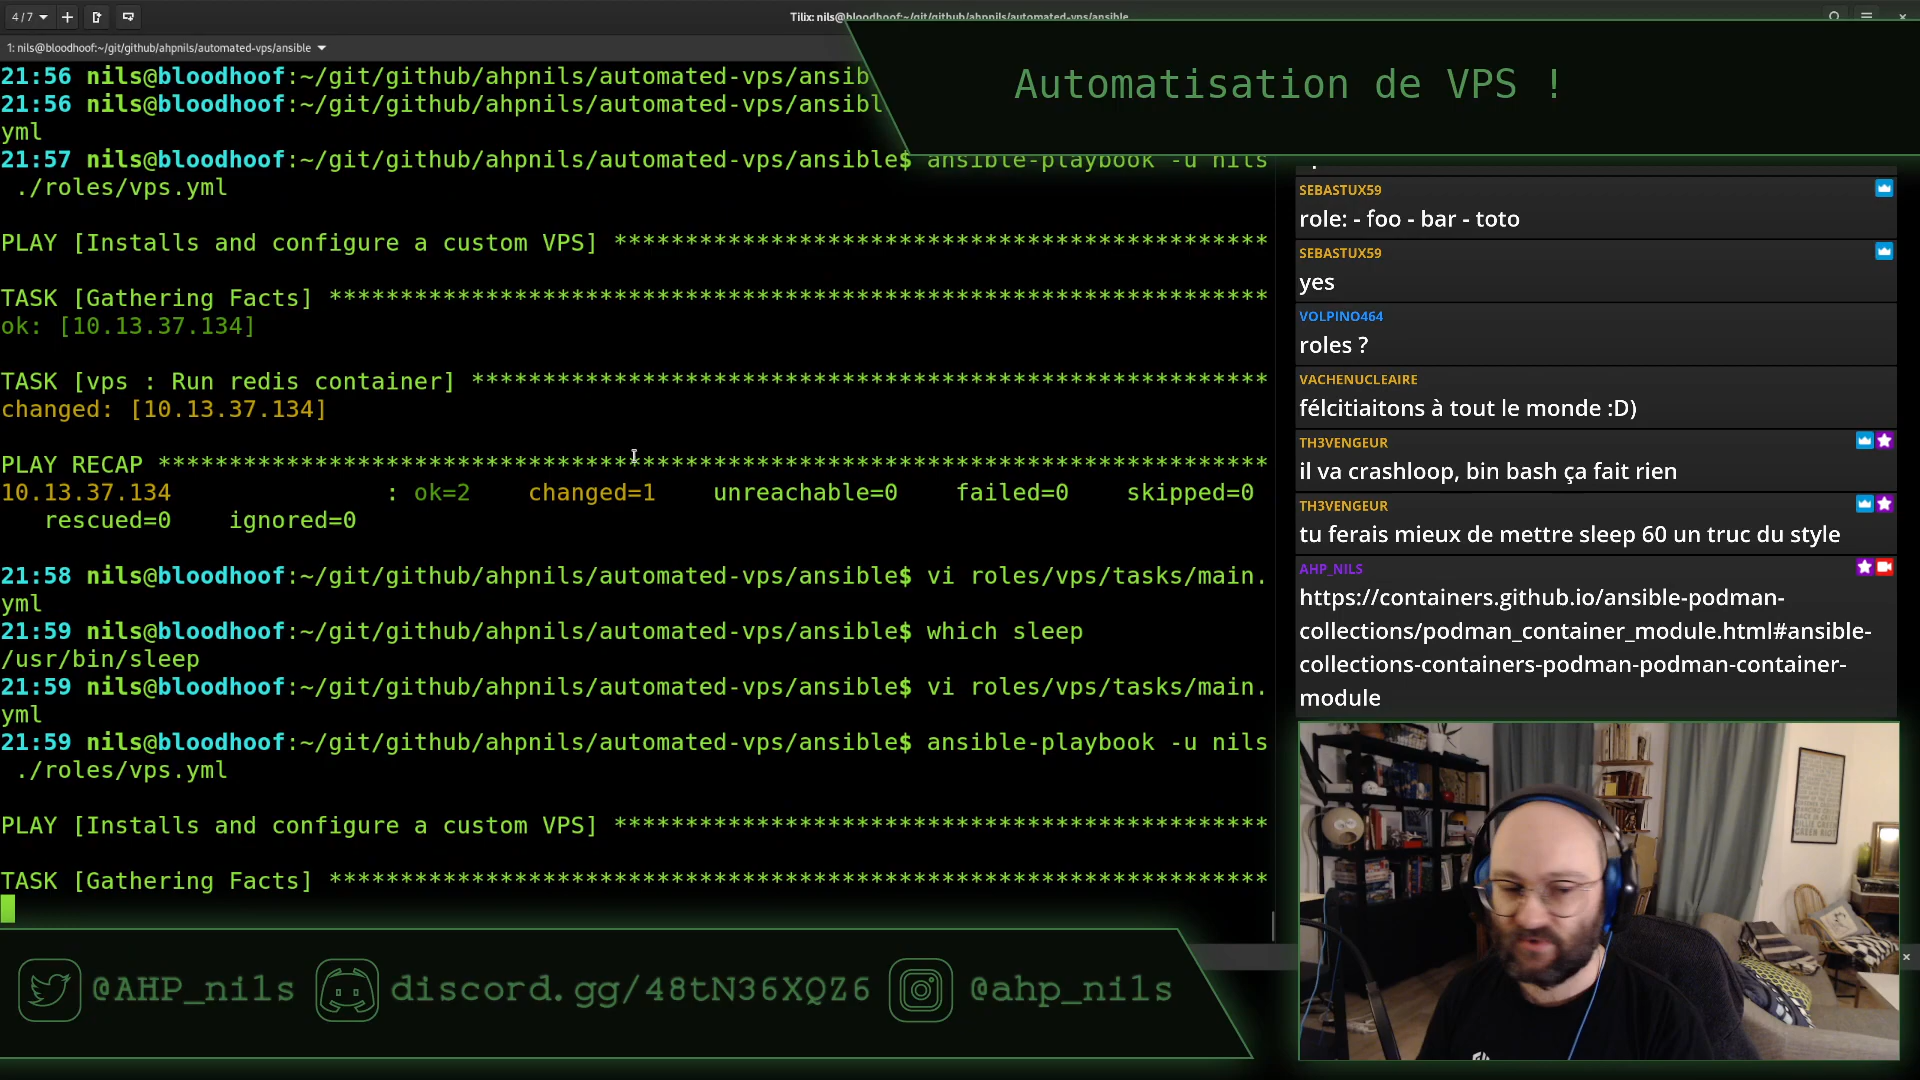 4 / 7
Tilix: nils@bloodhoof:~/git/github/ahpnils/automated-vps/ansible
1: nils@bloodhoof:~/git/github/ahpnils/automated-vps/ansible
21:56 nils@bloodhoof:~/git/github/ahpnils/automated-vps/ansib
21:56 nils@bloodhoof:~/git/github/ahpnils/automated-vps/ansibl
yml
21:57 nils@bloodhoof:~/git/github/ahpnils/automated-vps/ansible$ ansible-playbook -u nils
./roles/vps.yml
PLAY [Installs and configure a custom VPS] **********************************************
TASK [Gathering Facts] ******************************************************************
ok: [10.13.37.134]
TASK [vps : Run redis container] ********************************************************
changed: [10.13.37.134]
PLAY RECAP ******************************************************************************
10.13.37.134 : ok=2 changed=1 unreachable=0 failed=0 skipped=0
rescued=0 ignored=0
21:58 nils@bloodhoof:~/git/github/ahpnils/automated-vps/ansible$ vi roles/vps/tasks/main.
yml
21:59 nils@bloodhoof:~/git/github/ahpnils/automated-vps/ansible$ which sleep
/usr/bin/sleep
21:59 nils@bloodhoof:~/git/github/ahpnils/automated-vps/ansible$ vi roles/vps/tasks/main.
yml
21:59 nils@bloodhoof:~/git/github/ahpnils/automated-vps/ansible$ ansible-playbook -u nils
./roles/vps.yml
PLAY [Installs and configure a custom VPS] **********************************************
TASK [Gathering Facts] ******************************************************************
Automatisation de VPS !
SEBASTUX59
role: - foo - bar - toto
SEBASTUX59
yes
VOLPINO464
roles ?
VACHENUCLEAIRE
félcitiaitons à tout le monde :D)
TH3VENGEUR
il va crashloop, bin bash ça fait rien
TH3VENGEUR
tu ferais mieux de mettre sleep 60 un truc du style
AHP_NILS
https://containers.github.io/ansible-podman-
collections/podman_container_module.html#ansible-
collections-containers-podman-podman-container-
module
@AHP_nils
discord.gg/48tN36XQZ6
@ahp_nils